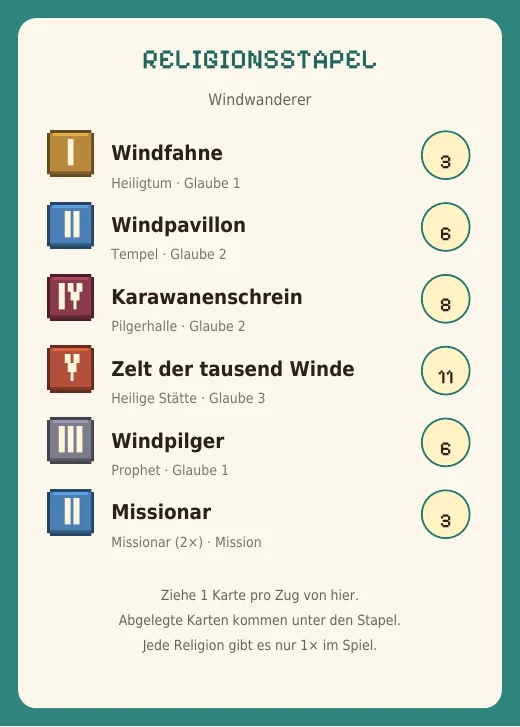 RELIGIONSSTAPEL
Windwanderer
I
Windfahne
3
Heiligtum · Glaube 1
II
Windpavillon
6
Tempel · Glaube 2
IV
Karawanenschrein
8
Pilgerhalle · Glaube 2
V
Zelt der tausend Winde
11
Heilige Stätte · Glaube 3
III
Windpilger
6
Prophet · Glaube 1
II
Missionar
3
Missionar (2×) · Mission
Ziehe 1 Karte pro Zug von hier.
Abgelegte Karten kommen unter den Stapel.
Jede Religion gibt es nur 1× im Spiel.